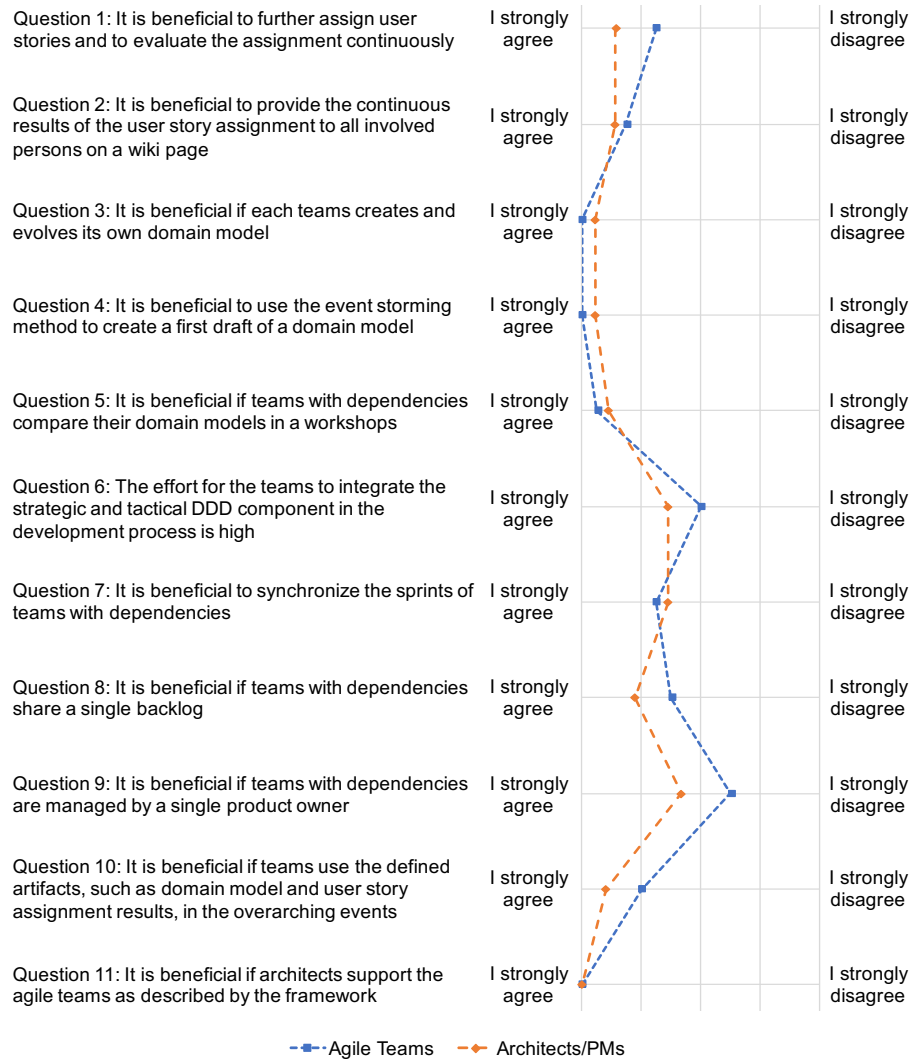 Question 1: It is beneficial to further assign user
stories and to evaluate the assignment continuously
I strongly
agree
I strongly
disagree
Question 2: It is beneficial to provide the continuous
results of the user story assignment to all involved
persons on a wiki page
I strongly
agree
I strongly
disagree
Question 3: It is beneficial if each teams creates and
evolves its own domain model
I strongly
agree
I strongly
disagree
Question 4: It is beneficial to use the event storming
method to create a first draft of a domain model
I strongly
agree
I strongly
disagree
Question 5: It is beneficial if teams with dependencies
compare their domain models in a workshops
I strongly
agree
I strongly
disagree
Question 6: The effort for the teams to integrate the
strategic and tactical DDD component in the
development process is high
I strongly
agree
I strongly
disagree
Question 7: It is beneficial to synchronize the sprints of
teams with dependencies
I strongly
agree
I strongly
disagree
Question 8: It is beneficial if teams with dependencies
share a single backlog
I strongly
agree
I strongly
disagree
Question 9: It is beneficial if teams with dependencies
are managed by a single product owner
I strongly
agree
I strongly
disagree
Question 10: It is beneficial if teams use the defined
artifacts, such as domain model and user story
assignment results, in the overarching events
I strongly
agree
I strongly
disagree
Question 11: It is beneficial if architects support the
agile teams as described by the framework
I strongly
agree
I strongly
disagree
Agile Teams
Architects/PMs